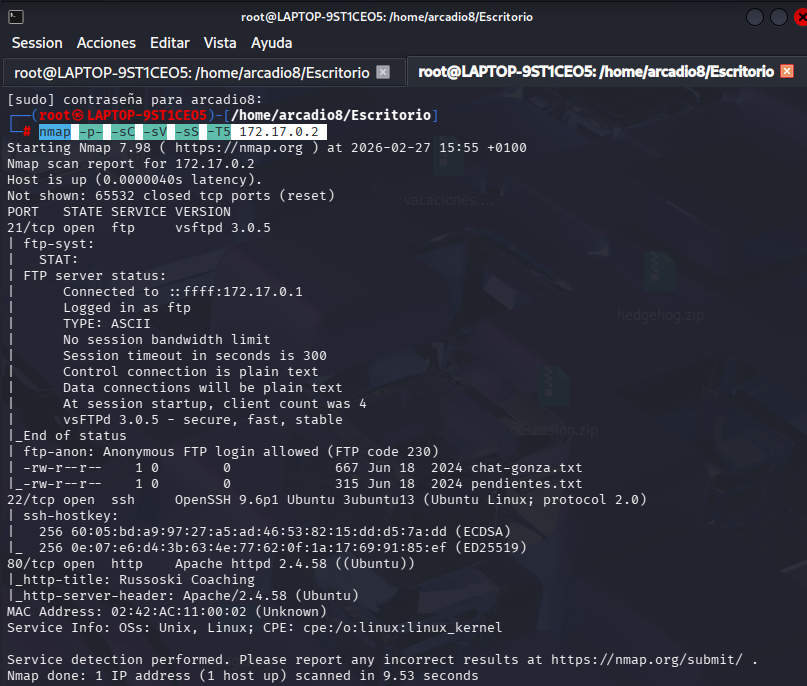 root@LAPTOP-9ST1CEO5: /home/arcadio8/Escritorio
Session Acciones Editar Vista Ayuda
root@LAPTOP-9ST1CEO5: /home/arcadio8/Escritorio root@LAPTOP-9ST1CEO5: /home/arcadio8/Escritorio
[sudo] contraseña para arcadio8:
┌──(root㉿LAPTOP-9ST1CEO5)-[/home/arcadio8/Escritorio]
└─# nmap -p- -sC -sV -sS -T5 172.17.0.2
Starting Nmap 7.98 ( https://nmap.org ) at 2026-02-27 15:55 +0100
Nmap scan report for 172.17.0.2
Host is up (0.0000040s latency).
Not shown: 65532 closed tcp ports (reset)
PORT   STATE SERVICE VERSION
21/tcp open  ftp     vsftpd 3.0.5
| ftp-syst:
|   STAT:
| FTP server status:
|      Connected to ::ffff:172.17.0.1
|      Logged in as ftp
|      TYPE: ASCII
|      No session bandwidth limit
|      Session timeout in seconds is 300
|      Control connection is plain text
|      Data connections will be plain text
|      At session startup, client count was 4
|      vsFTPd 3.0.5 - secure, fast, stable
|_End of status
| ftp-anon: Anonymous FTP login allowed (FTP code 230)
| -rw-r--r--    1 0        0             667 Jun 18  2024 chat-gonza.txt
|_-rw-r--r--    1 0        0             315 Jun 18  2024 pendientes.txt
22/tcp open  ssh     OpenSSH 9.6p1 Ubuntu 3ubuntu13 (Ubuntu Linux; protocol 2.0)
| ssh-hostkey:
|   256 60:05:bd:a9:97:27:a5:ad:46:53:82:15:dd:d5:7a:dd (ECDSA)
|_  256 0e:07:e6:d4:3b:63:4e:77:62:0f:1a:17:69:91:85:ef (ED25519)
80/tcp open  http    Apache httpd 2.4.58 ((Ubuntu))
|_http-title: Russoski Coaching
|_http-server-header: Apache/2.4.58 (Ubuntu)
MAC Address: 02:42:AC:11:00:02 (Unknown)
Service Info: OSs: Unix, Linux; CPE: cpe:/o:linux:linux_kernel
Service detection performed. Please report any incorrect results at https://nmap.org/submit/ .
Nmap done: 1 IP address (1 host up) scanned in 9.53 seconds
vacaciones....
hedgehog.zip